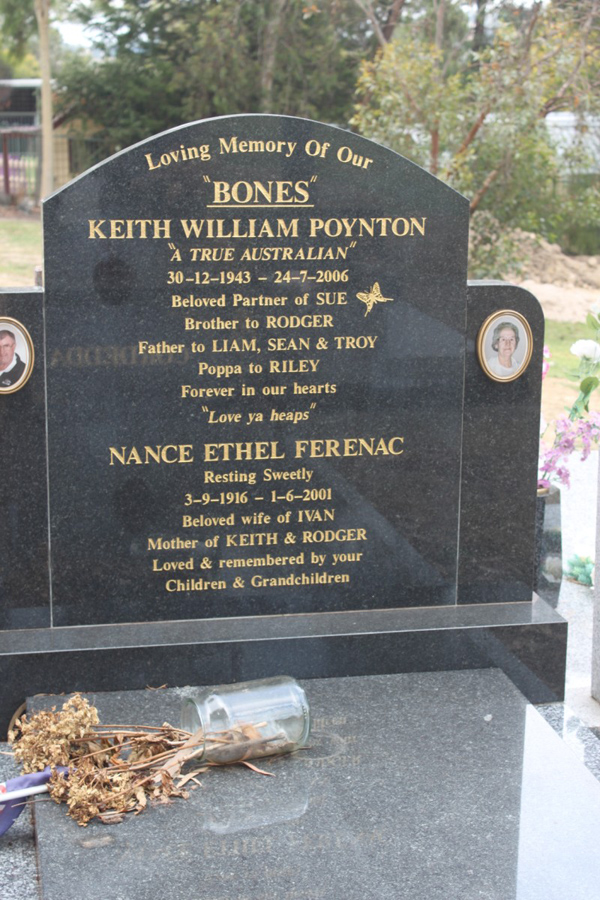 Loving Memory Of Our
"BONES"
KEITH WILLIAM POYNTON
"A TRUE AUSTRALIAN"
30-12-1943 – 24-7-2006
Beloved Partner of SUE
Brother to RODGER
Father to LIAM, SEAN & TROY
Poppa to RILEY
Forever in our hearts
"Love ya heaps"
NANCE ETHEL FERENAC
Resting Sweetly
3-9-1916 – 1-6-2001
Beloved wife of IVAN
Mother of KEITH & RODGER
Loved & remembered by your
Children & Grandchildren